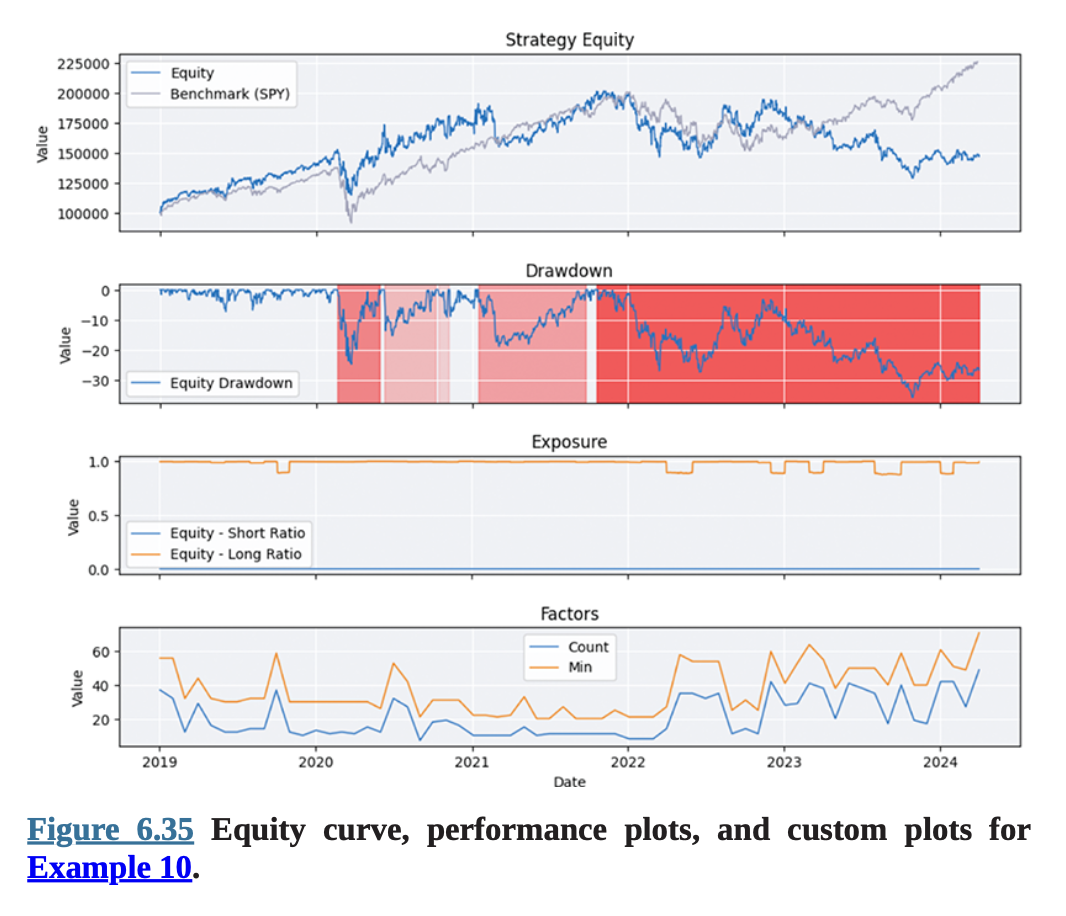 Strategy Equity
225000
200000
175000
150000
125000
100000
Value
Equity
Benchmark (SPY)
Drawdown
0
−10
−20
−30
Value
Equity Drawdown
Exposure
1.0
0.5
0.0
Value
Equity - Short Ratio
Equity - Long Ratio
Factors
60
40
20
Value
Count
Min
2019 2020 2021 2022 2023 2024
Date
Figure 6.35 Equity curve, performance plots, and custom plots for
Example 10.